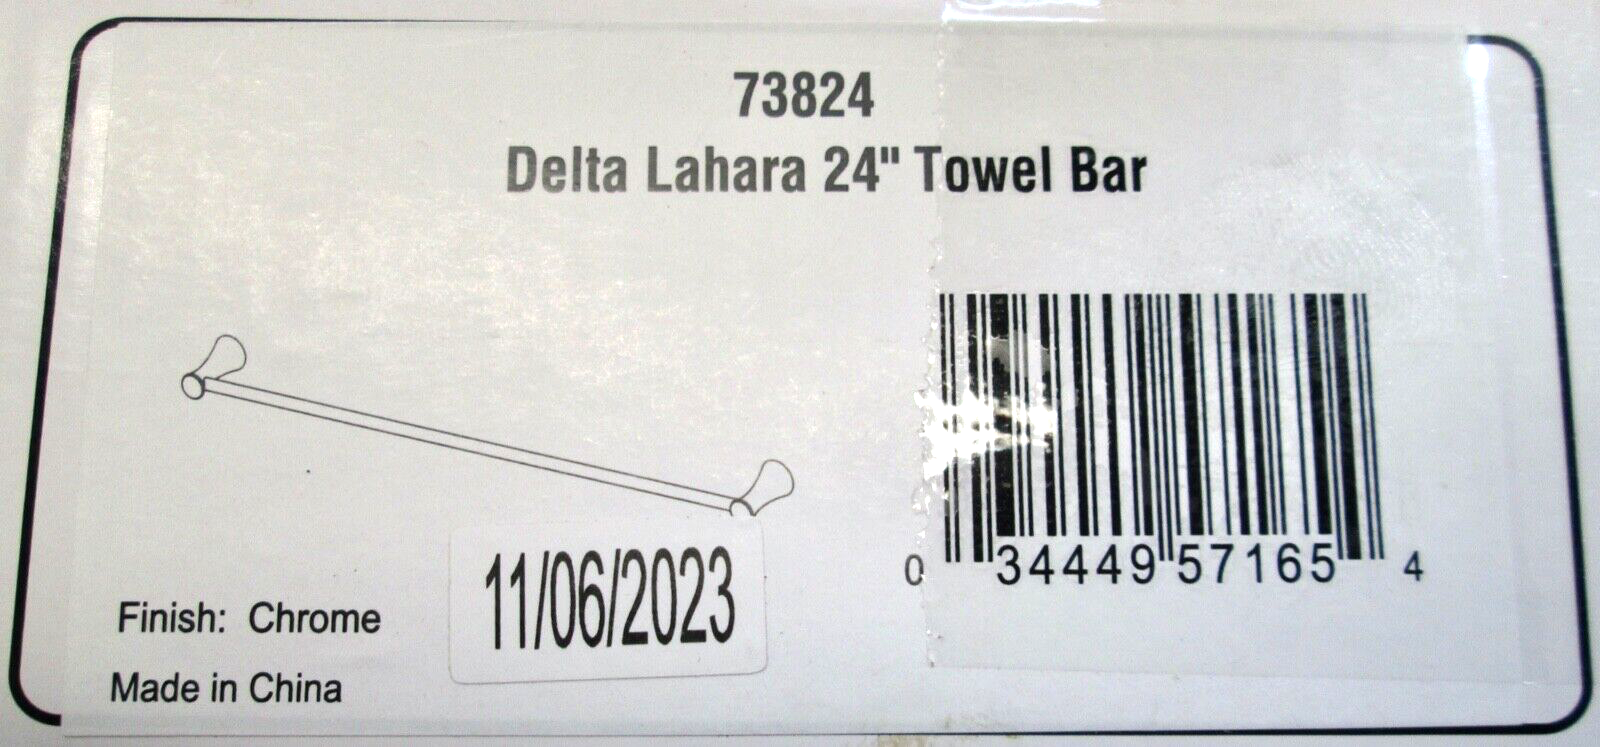 73824
Delta Lahara 24" Towel Bar
0 34449 57165 4
11/06/2023
Finish: Chrome
Made in China